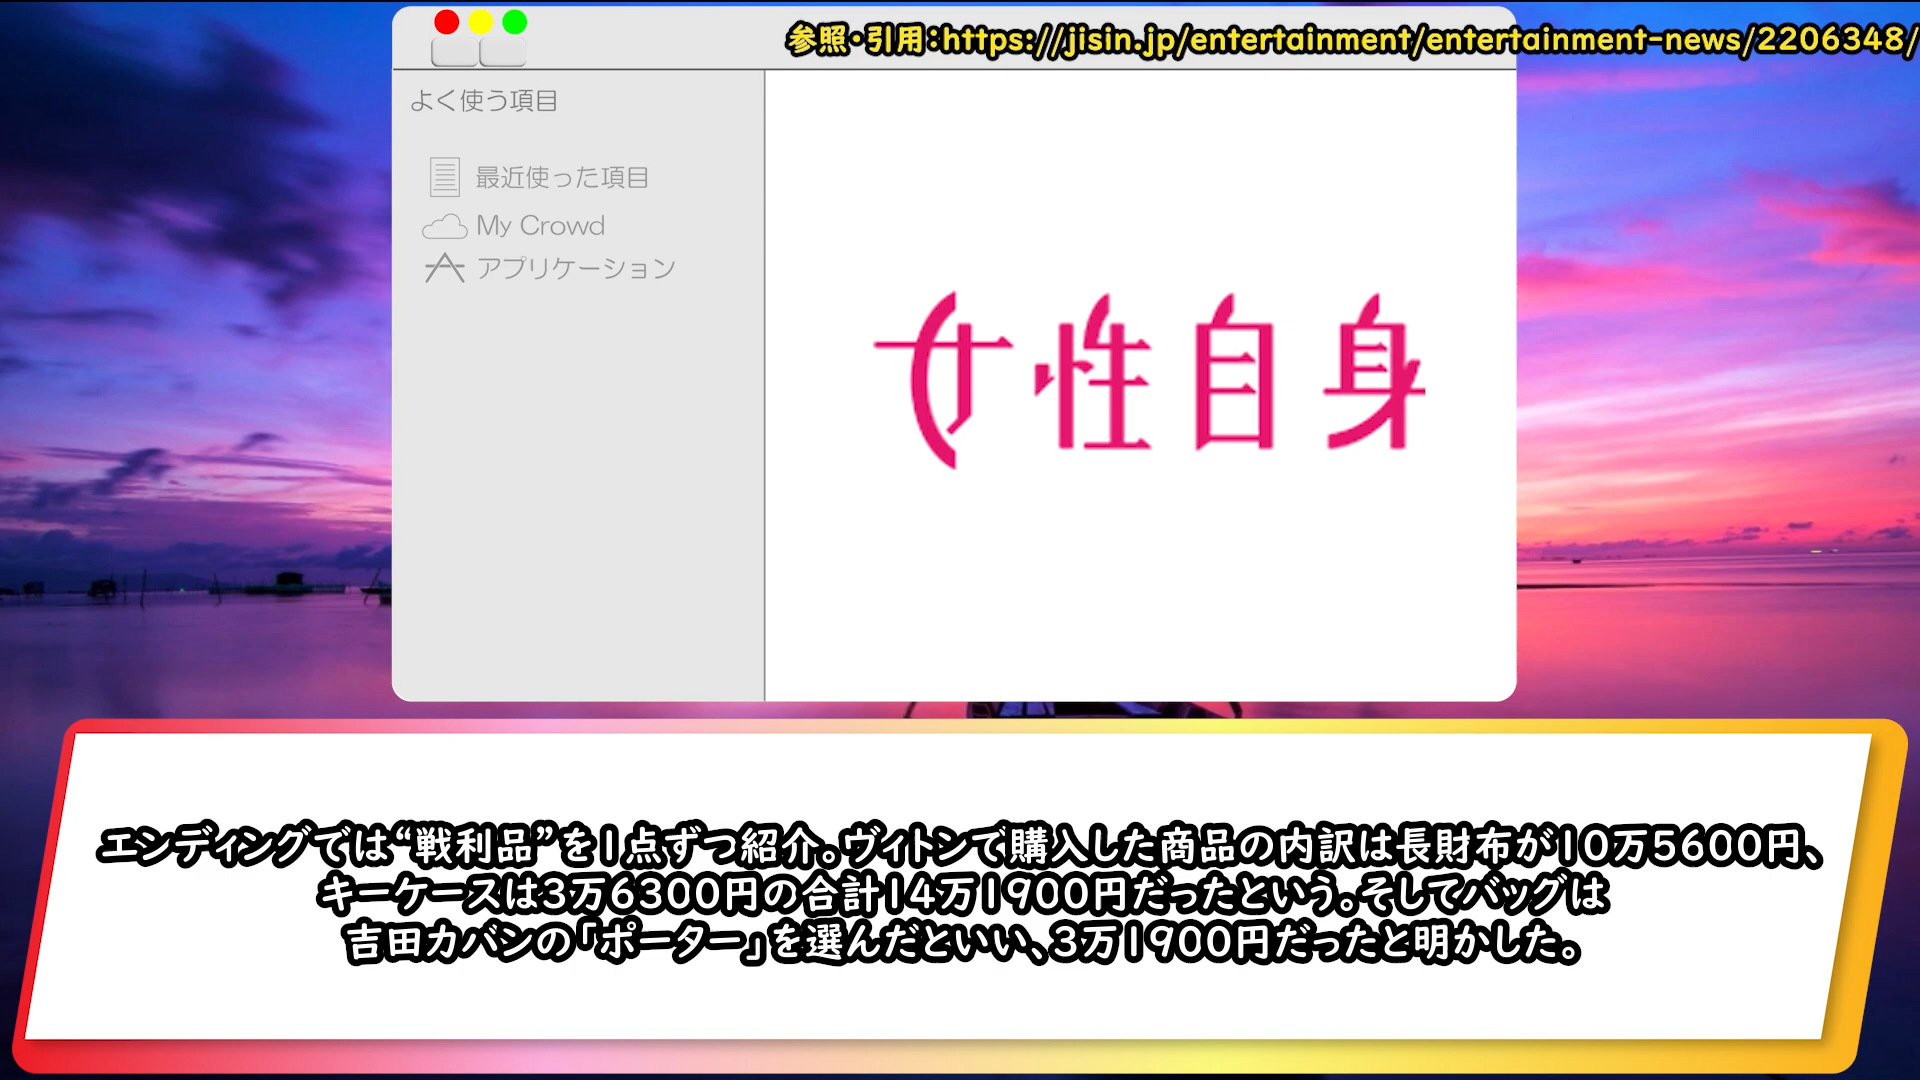 参照・引用：https://jisin.jp/entertainment/entertainment-news/2206348/
よく使う項目
最近使った項目
My Crowd
アプリケーション
女性自身
エンディングでは“戦利品”を1点ずつ紹介。ヴィトンで購入した商品の内訳は長財布が10万5600円、
キーケースは3万6300円の合計14万1900円だったという。そしてバッグは
吉田カバンの「ポーター」を選んだといい、3万1900円だったと明かした。